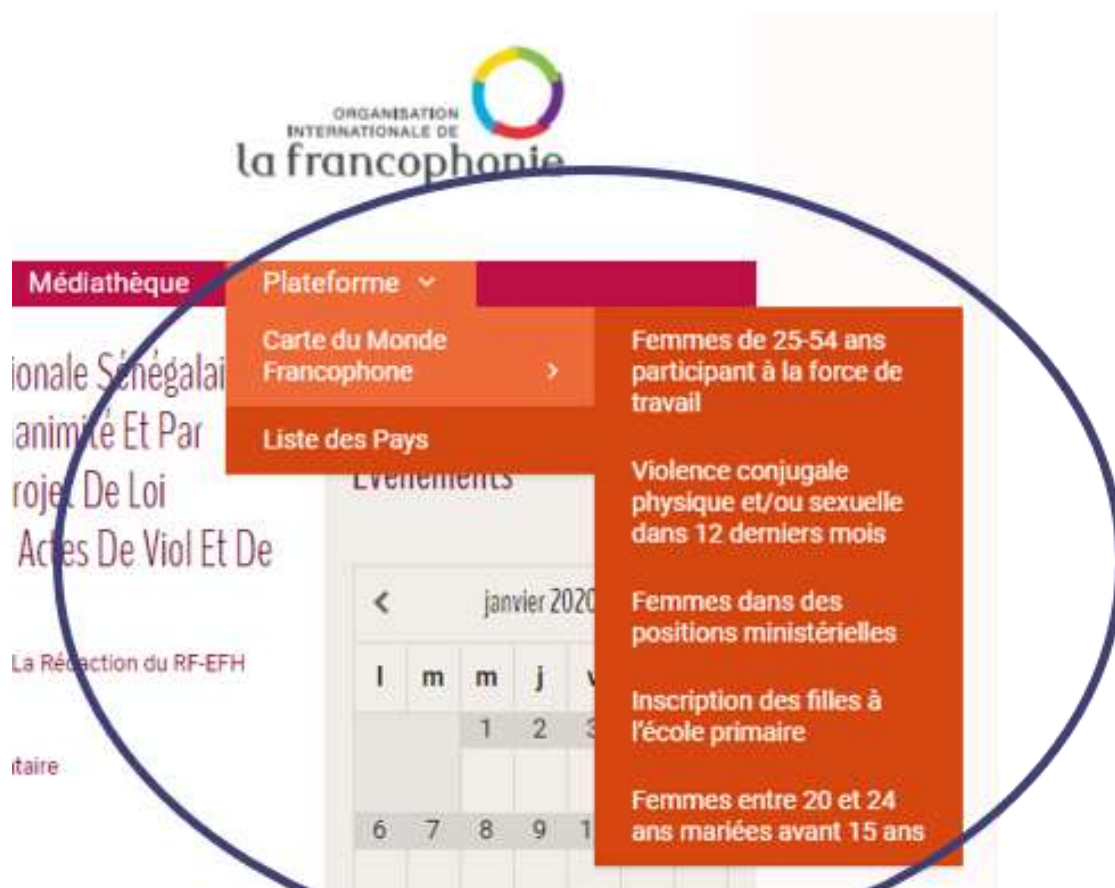 ORGANISATION
INTERNATIONALE DE
la francophonie
Médiathèque
Plateforme
Carte du Monde
Francophone
Liste des Pays
Femmes de 25-54 ans
participant à la force de
travail
Violence conjugale
physique et/ou sexuelle
dans 12 derniers mois
Femmes dans des
positions ministérielles
Inscription des filles à
l'école primaire
Femmes entre 20 et 24
ans mariées avant 15 ans
ionale Sénégalai
animité Et Par
rojet De Loi
Actes De Viol Et De
La Rédaction du RF-EFH
taire
Evènements
janvier 2020
l m m j v
1 2 3
6 7 8 9 1